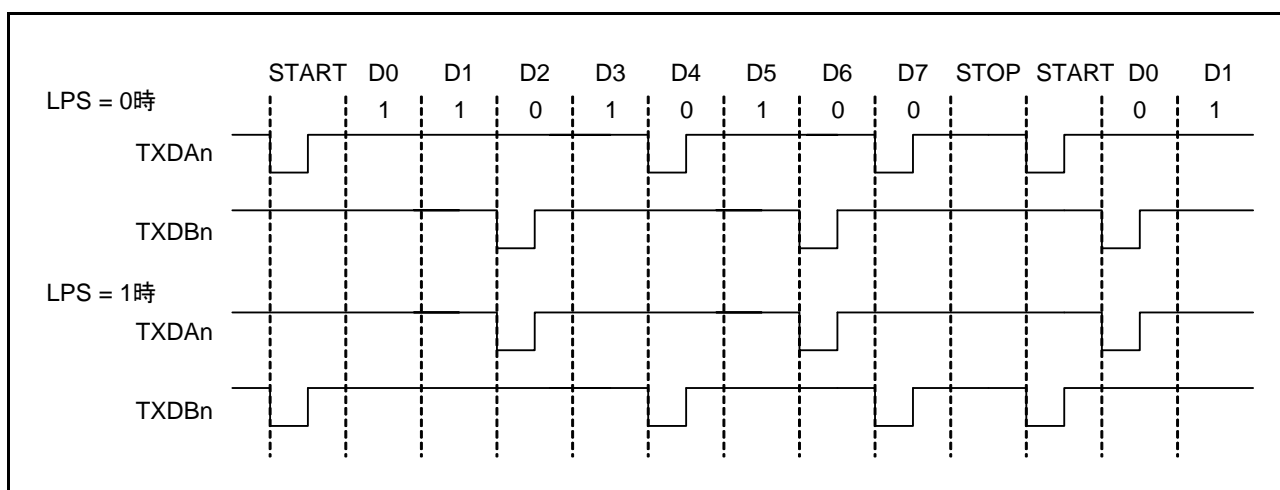 START D0 D1 D2 D3 D4 D5 D6 D7 STOP START D0 D1
LPS = 0時 1 1 0 1 0 1 0 0 0 1
TXDAn
TXDBn
LPS = 1時
TXDAn
TXDBn